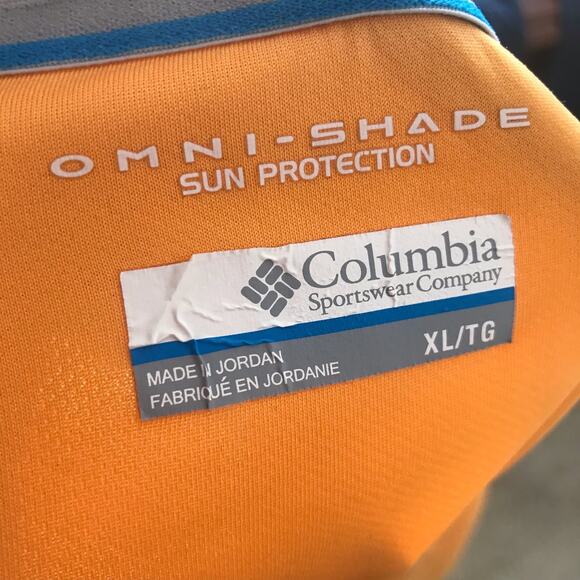 OMNI-SHADE
SUN PROTECTION
Columbia
Sportswear Company
XL/TG
MADE IN JORDAN
FABRIQUÉ EN JORDANIE